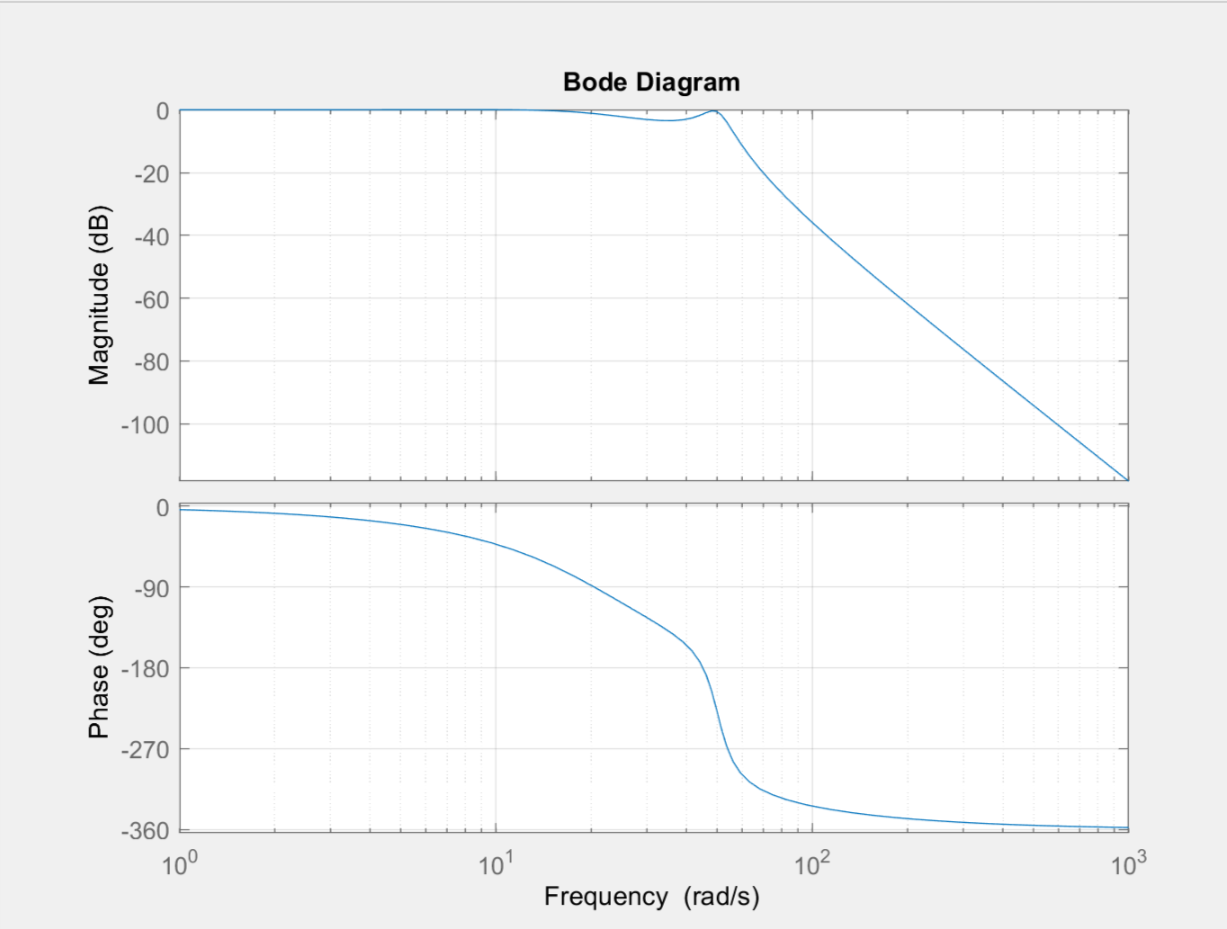 Bode Diagram
Magnitude (dB)
0
-20
-40
-60
-80
-100
Phase (deg)
0
-90
-180
-270
-360
10^0 10^1 10^2 10^3
Frequency (rad/s)